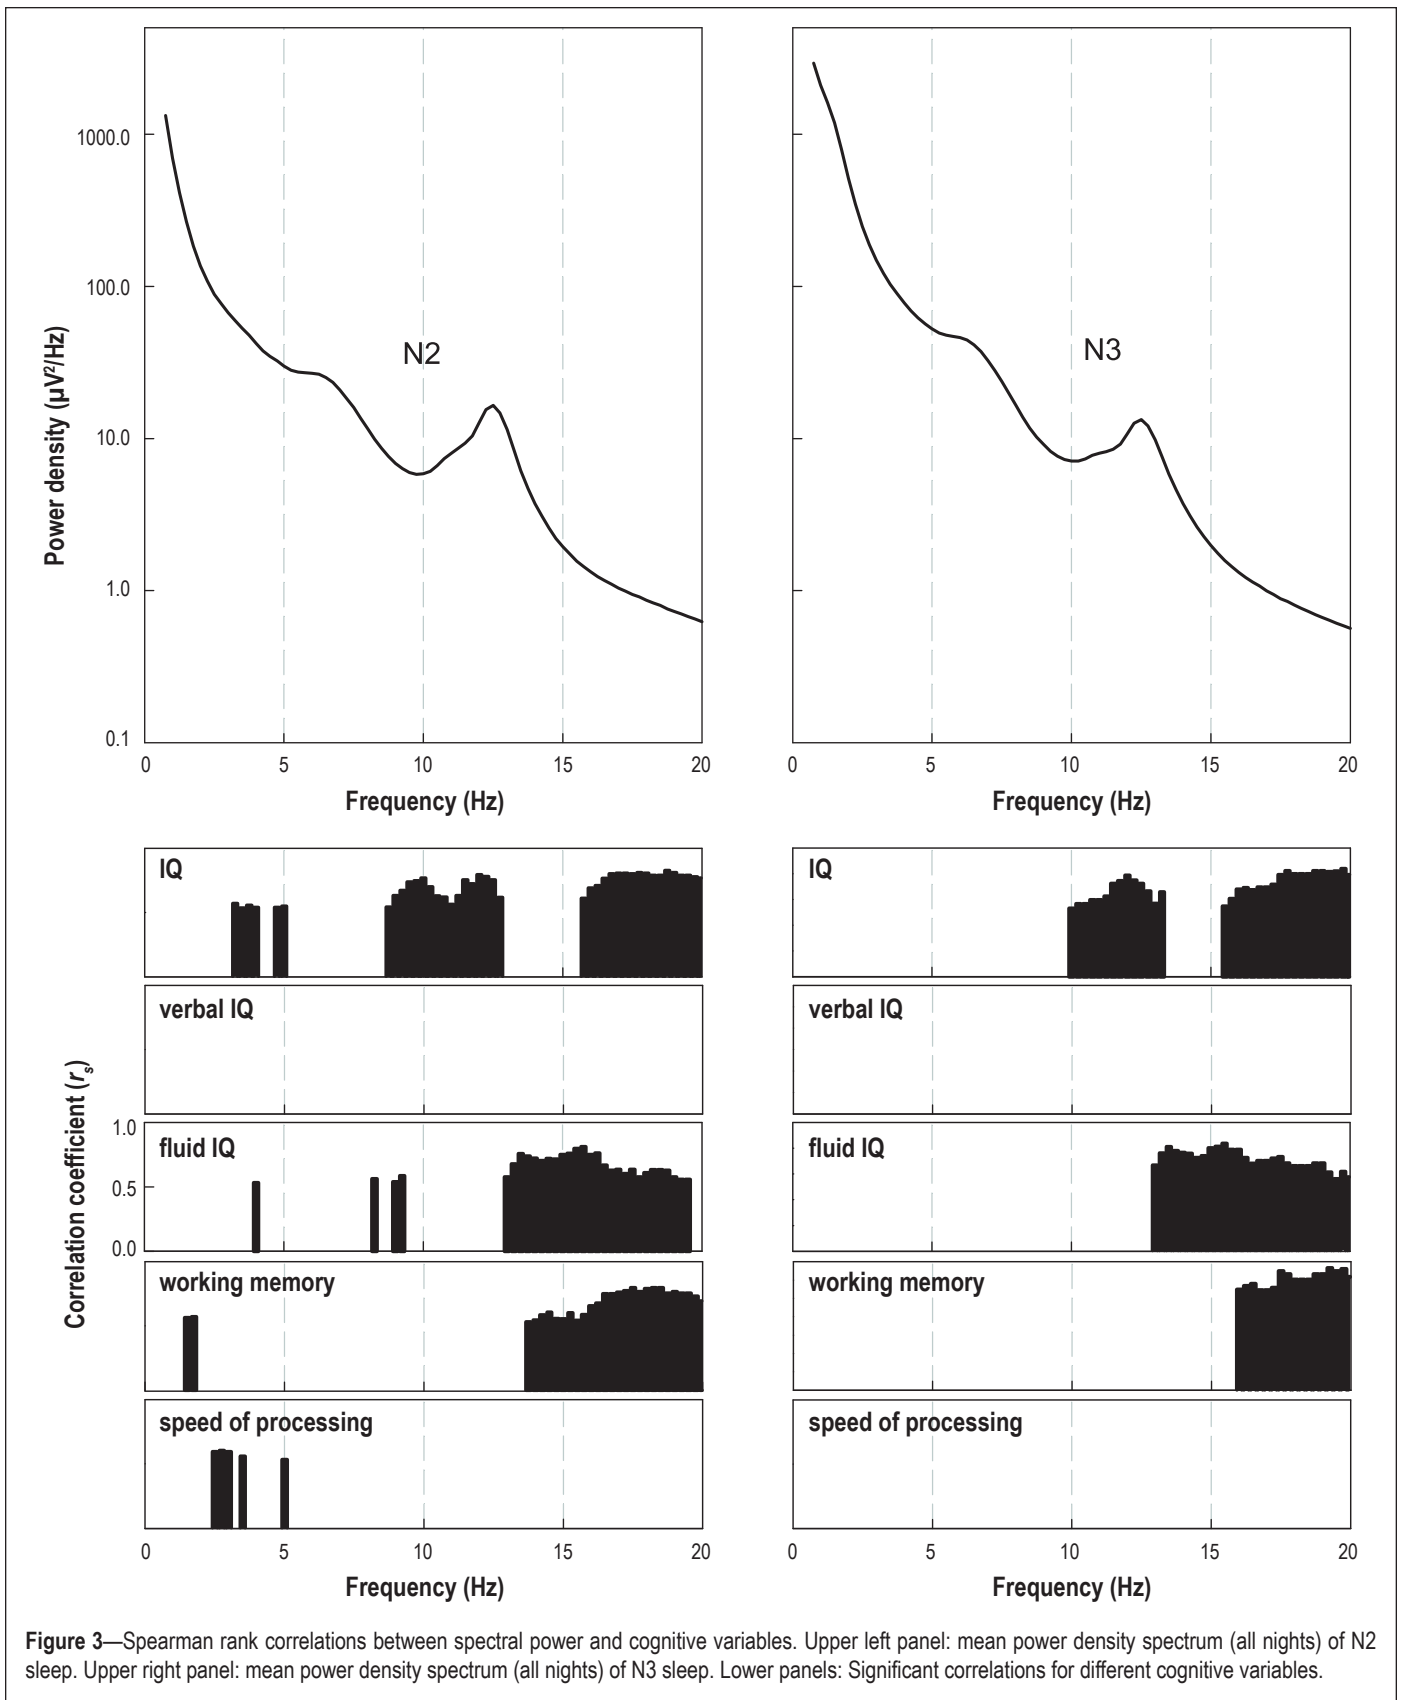 1000.0
100.0
10.0
1.0
0.1
Power density (µV²/Hz)
N2
0 5 10 15 20
Frequency (Hz)
N3
0 5 10 15 20
Frequency (Hz)
Correlation coefficient (rs)
IQ
verbal IQ
1.0
0.5
0.0
fluid IQ
working memory
speed of processing
0 5 10 15 20
Frequency (Hz)
IQ
verbal IQ
fluid IQ
working memory
speed of processing
0 5 10 15 20
Frequency (Hz)
Figure 3—Spearman rank correlations between spectral power and cognitive variables. Upper left panel: mean power density spectrum (all nights) of N2
sleep. Upper right panel: mean power density spectrum (all nights) of N3 sleep. Lower panels: Significant correlations for different cognitive variables.